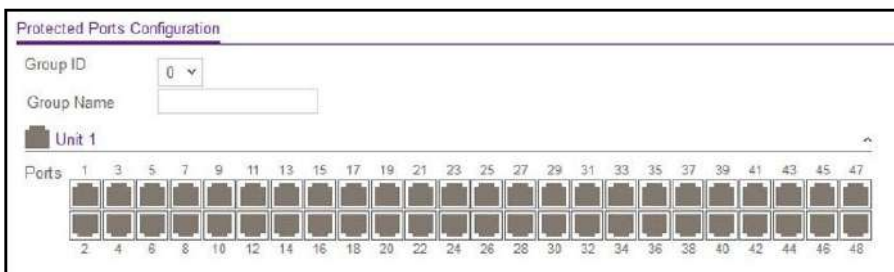 Protected Ports Configuration
Group ID 0
Group Name
Unit 1
Ports 1 3 5 7 9 11 13 15 17 19 21 23 25 27 29 31 33 35 37 39 41 43 45 47
2 4 6 8 10 12 14 16 18 20 22 24 26 28 30 32 34 36 38 40 42 44 46 48